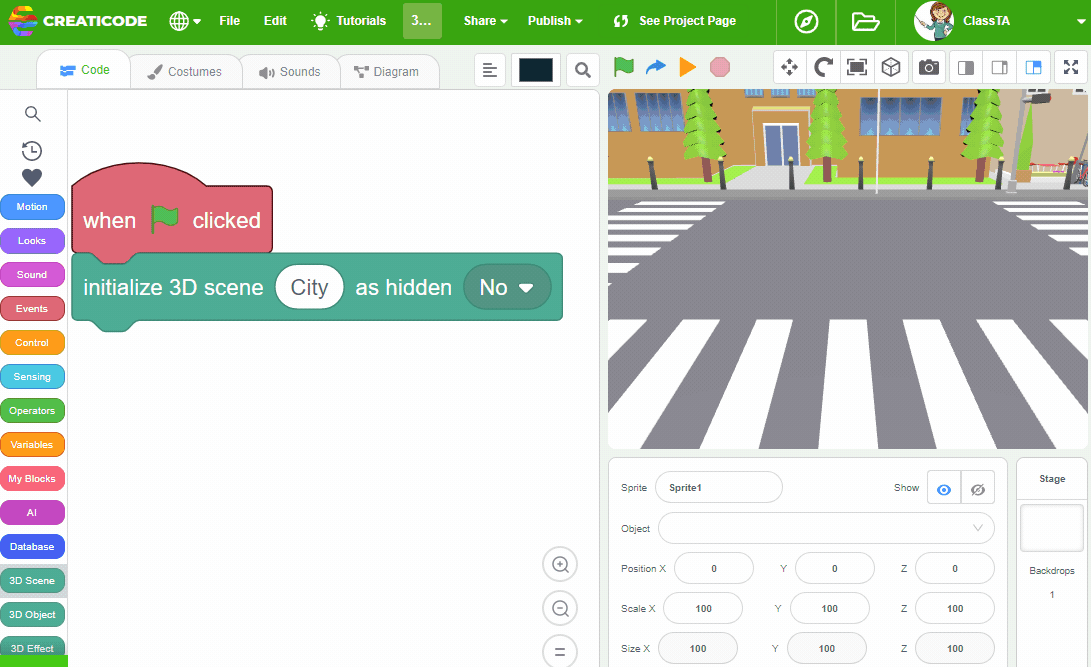 CREATICODE File Edit Tutorials 3... Share Publish See Project Page ClassTA
Code Costumes Sounds Diagram
Motion
Looks
Sound
Events
Control
Sensing
Operators
Variables
My Blocks
AI
Database
3D Scene
3D Object
3D Effect
when clicked
initialize 3D scene City as hidden No
Sprite Sprite1 Show
Object
Position X 0 Y 0 Z 0
Scale X 100 Y 100 Z 100
Size X 100 Y 100 Z 100
Stage
Backdrops
1